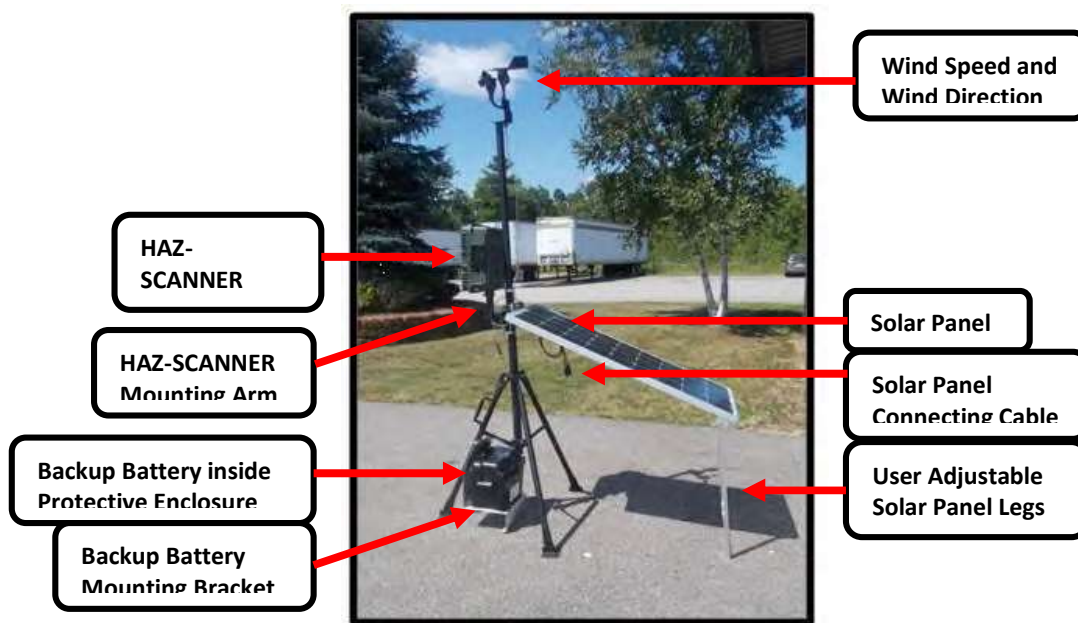 Wind Speed and
Wind Direction
HAZ-
SCANNER
HAZ-SCANNER
Mounting Arm
Backup Battery inside
Protective Enclosure
Backup Battery
Mounting Bracket
Solar Panel
Solar Panel
Connecting Cable
User Adjustable
Solar Panel Legs